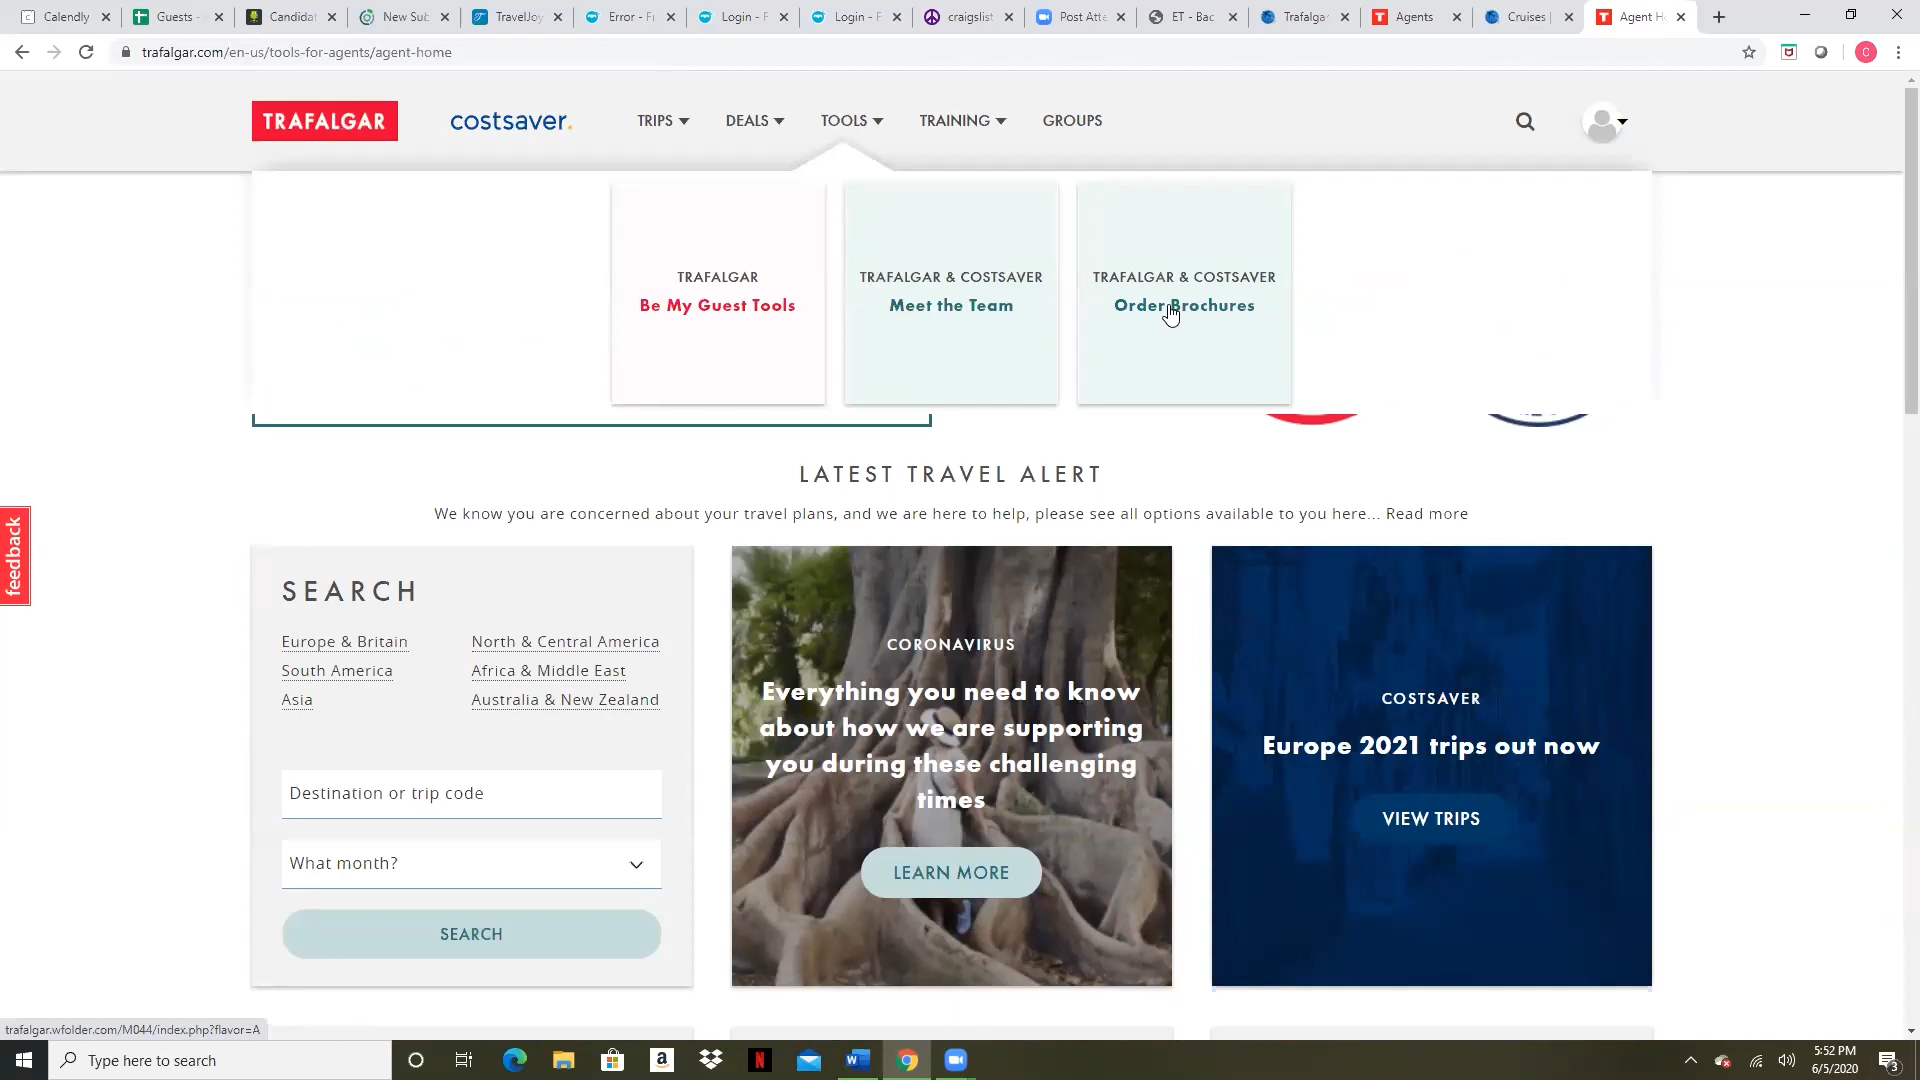 Calendly
Guests -
Candidat
New Sub
TravelJoy
Error - Fi
Login - F
Login - F
craigslist
Post Atte
ET - Bac
Trafalgar
Agents
Cruises |
Agent H
trafalgar.com/en-us/tools-for-agents/agent-home
C
TRAFALGAR
costsaver.
TRIPS
DEALS
TOOLS
TRAINING
GROUPS
TRAFALGAR
Be My Guest Tools
TRAFALGAR & COSTSAVER
Meet the Team
TRAFALGAR & COSTSAVER
Order Brochures
LATEST TRAVEL ALERT
We know you are concerned about your travel plans, and we are here to help, please see all options available to you here... Read more
feedback
SEARCH
Europe & Britain
North & Central America
South America
Africa & Middle East
Asia
Australia & New Zealand
Destination or trip code
What month?
SEARCH
CORONAVIRUS
Everything you need to know
about how we are supporting
you during these challenging
times
LEARN MORE
COSTSAVER
Europe 2021 trips out now
VIEW TRIPS
trafalgar.wfolder.com/M044/index.php?flavor=A
Type here to search
5:52 PM
6/5/2020
3